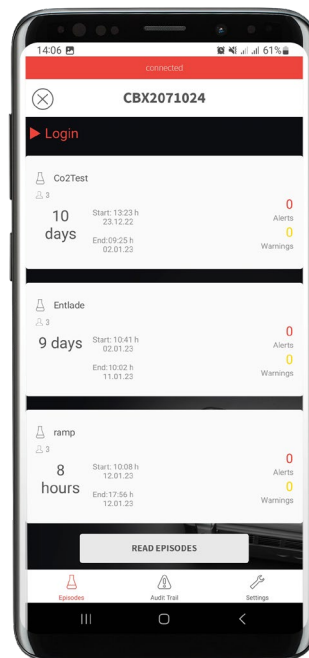 14:06 61%
connected
CBX2071024
Login
Co2Test
3
10 days
Start: 13:23 h
23.12.22
End:09:25 h
02.01.23
0
Alerts
0
Warnings
Entlade
3
9 days
Start: 10:41 h
02.01.23
End:10:02 h
11.01.23
0
Alerts
0
Warnings
ramp
3
8 hours
Start: 10:08 h
12.01.23
End:17:56 h
12.01.23
0
Alerts
0
Warnings
READ EPISODES
Episodes Audit Trail Settings